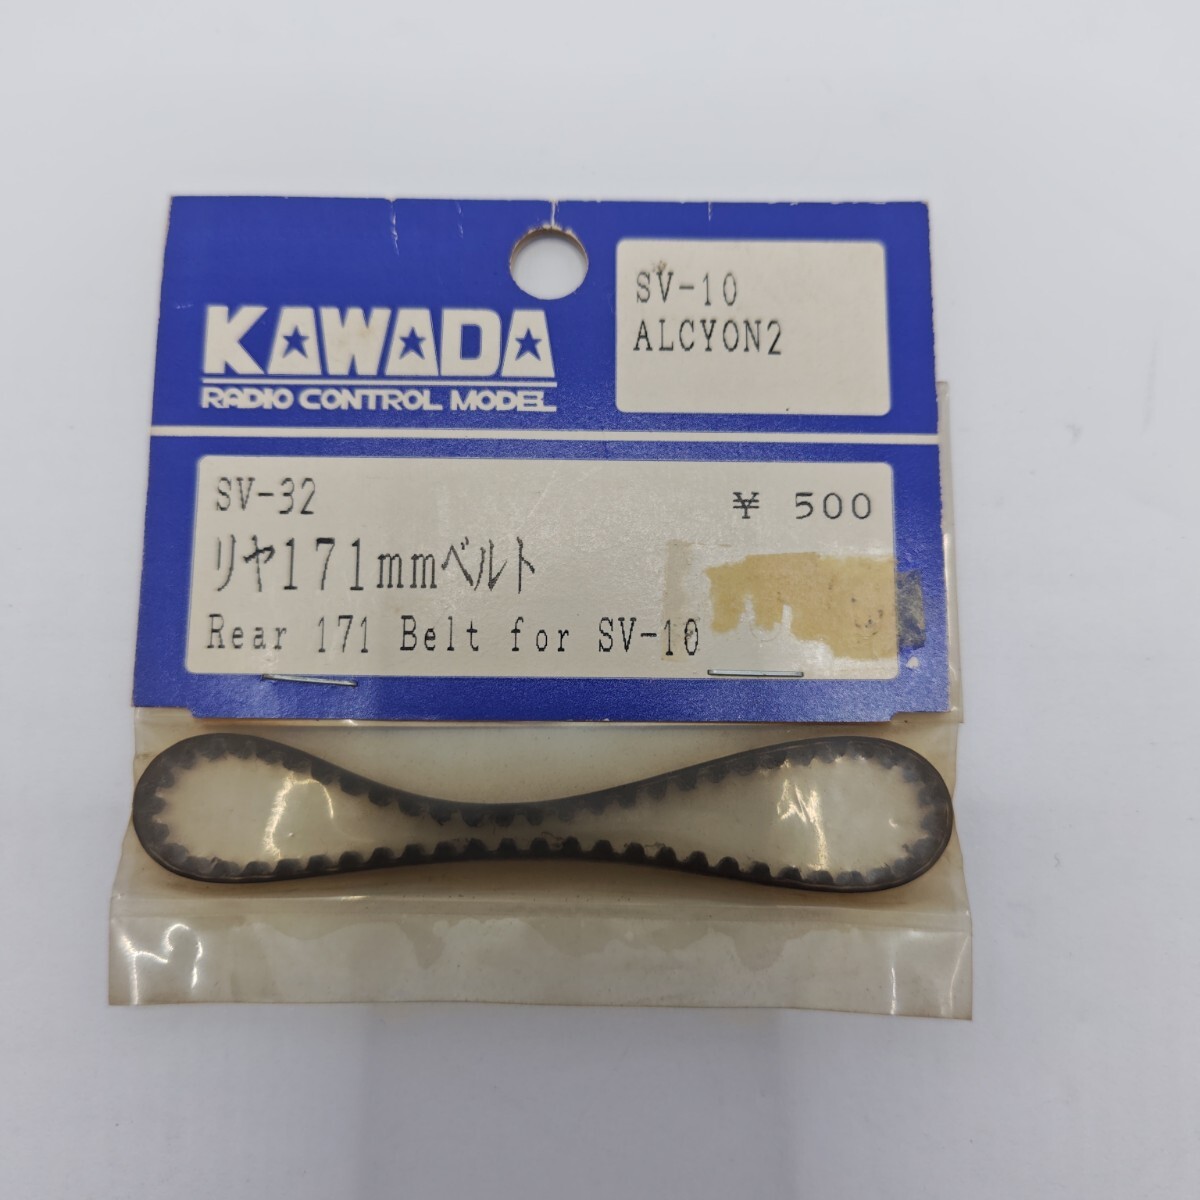 KAWADA
RADIO CONTROL MODEL
SV-10
ALCYON2
SV-32
¥ 500
リヤ171mmベルト
Rear 171 Belt for SV-10